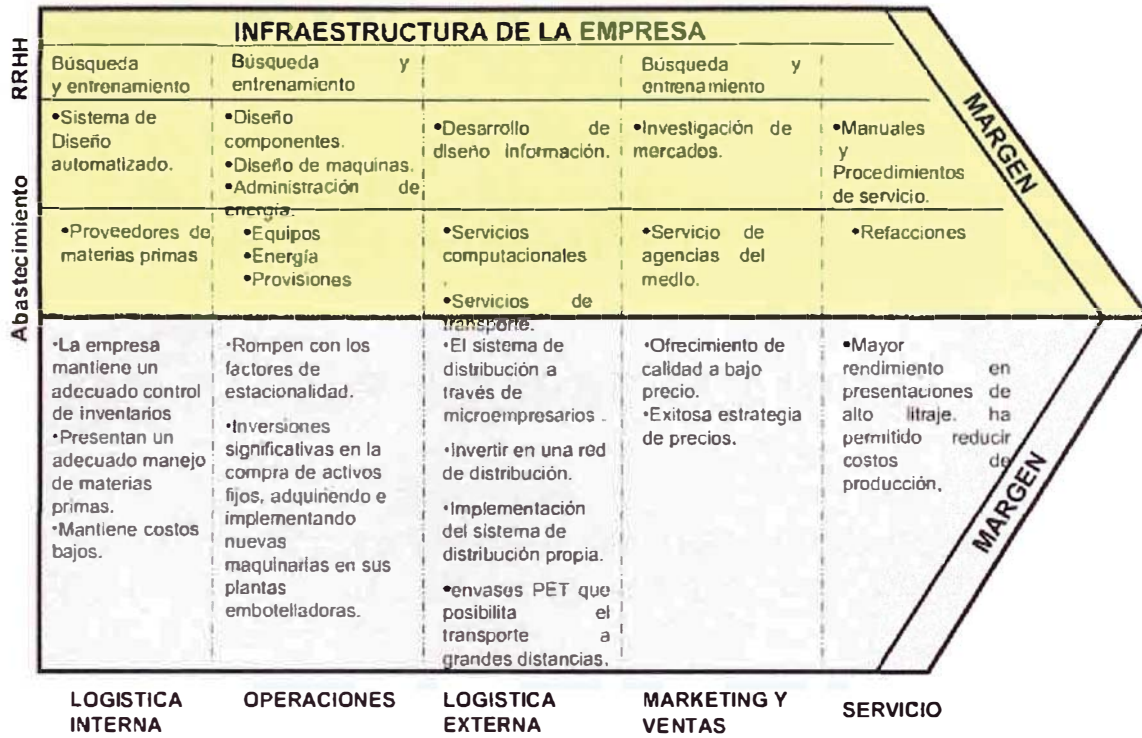 INFRAESTRUCTURA DE LA EMPRESA
RRHH
Búsqueda
y entrenamiento
Búsqueda y
entrenamiento
Búsqueda y
entrenamiento
•Sistema de
Diseño
automatizado.
•Diseño
componentes.
•Diseño de maquinas.
•Administración de
energía.
•Desarrollo de
diseño Información.
•Investigación de
mercados.
•Manuales
y
Procedimientos
de servicio.
MARGEN
Abastecimiento
•Proveedores de
materias primas
•Equipos
•Energía
•Provisiones
•Servicios
computacionales
•Servicios de
transporte.
•Servicio de
agencias del
medio.
•Refacciones
•La empresa
mantiene un
adecuado control
de inventarios
•Presentan un
adecuado manejo
de materias
primas.
•Mantiene costos
bajos.
•Rompen con los
factores de
estacionalidad.
•Inversiones
significativas en la
compra de activos
fijos, adquiriendo e
implementando
nuevas
maquinarias en sus
plantas
embotelladoras.
•El sistema de
distribución a
través de
microempresarios .
•Invertir en una red
de distribución.
•Implementación
del sistema de
distribución propia.
•envases PET que
posibilita el
transporte a
grandes distancias.
•Ofrecimiento de
calidad a bajo
precio.
•Exitosa estrategia
de precios.
•Mayor
rendimiento en
presentaciones de
alto litraje. ha
permitido reducir
costos de
producción.
MARGEN
LOGISTICA
INTERNA
OPERACIONES
LOGISTICA
EXTERNA
MARKETING Y
VENTAS
SERVICIO